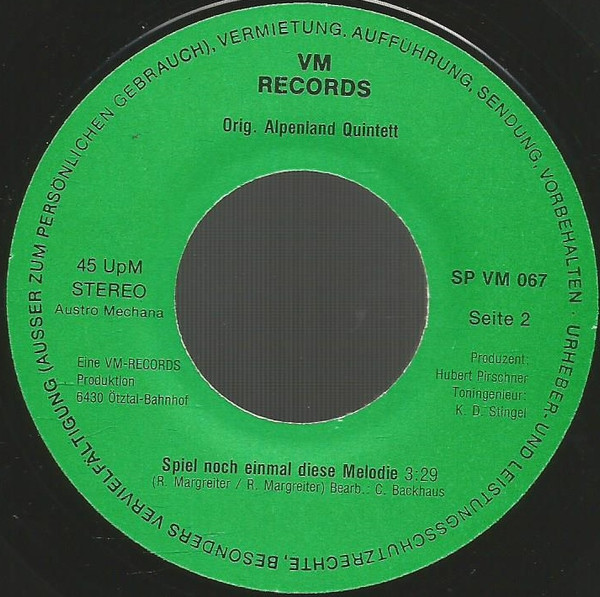 VM
RECORDS
Orig. Alpenland Quintett
45 UpM
STEREO
Austro Mechana
SP VM 067
Seite 2
Eine VM-RECORDS
Produktion
6430 Ötztal-Bahnhof
Produzent:
Hubert Pirschner
Toningenieur:
K. D. Stingel
Spiel noch einmal diese Melodie 3:29
(R. Margreiter / R. Margreiter) Bearb.: G. Backhaus
URHEBER- UND LEISTUNGSSCHUTZRECHTE, BESONDERS VERVIELFÄLTIGUNG (AUSSER ZUM PERSÖNLICHEN GEBRAUCH), VERMIETUNG, AUFFÜHRUNG, SENDUNG, VORBEHALTEN ·